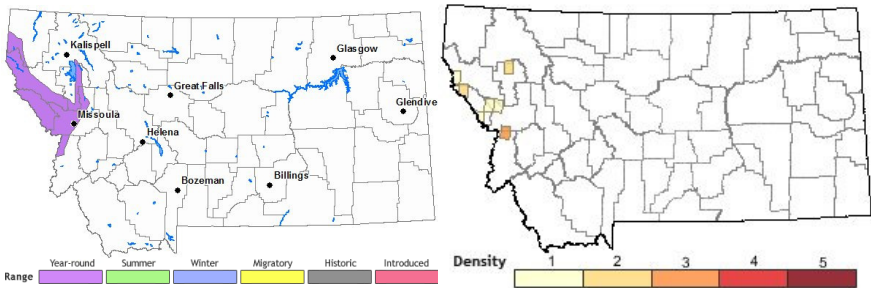 Kalispell
Glasgow
Great Falls
Glendive
Missoula
Helena
Bozeman
Billings
Range Year-round Summer Winter Migratory Historic Introduced
Density 1 2 3 4 5